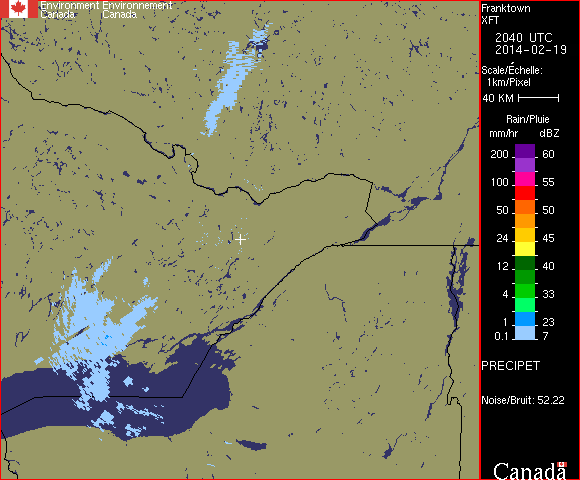 Environment Environnement
Canada Canada
Franktown
XFT
2040 UTC
2014-02-19
Scale/Échelle:
1km/Pixel
40 KM
Rain/Pluie
mm/hr dBZ
200 60
55
100 55
50 50
45
24 45
12 40
4 33
1 23
0.1 7
PRECIPET
Noise/Bruit: 52.22
Canada